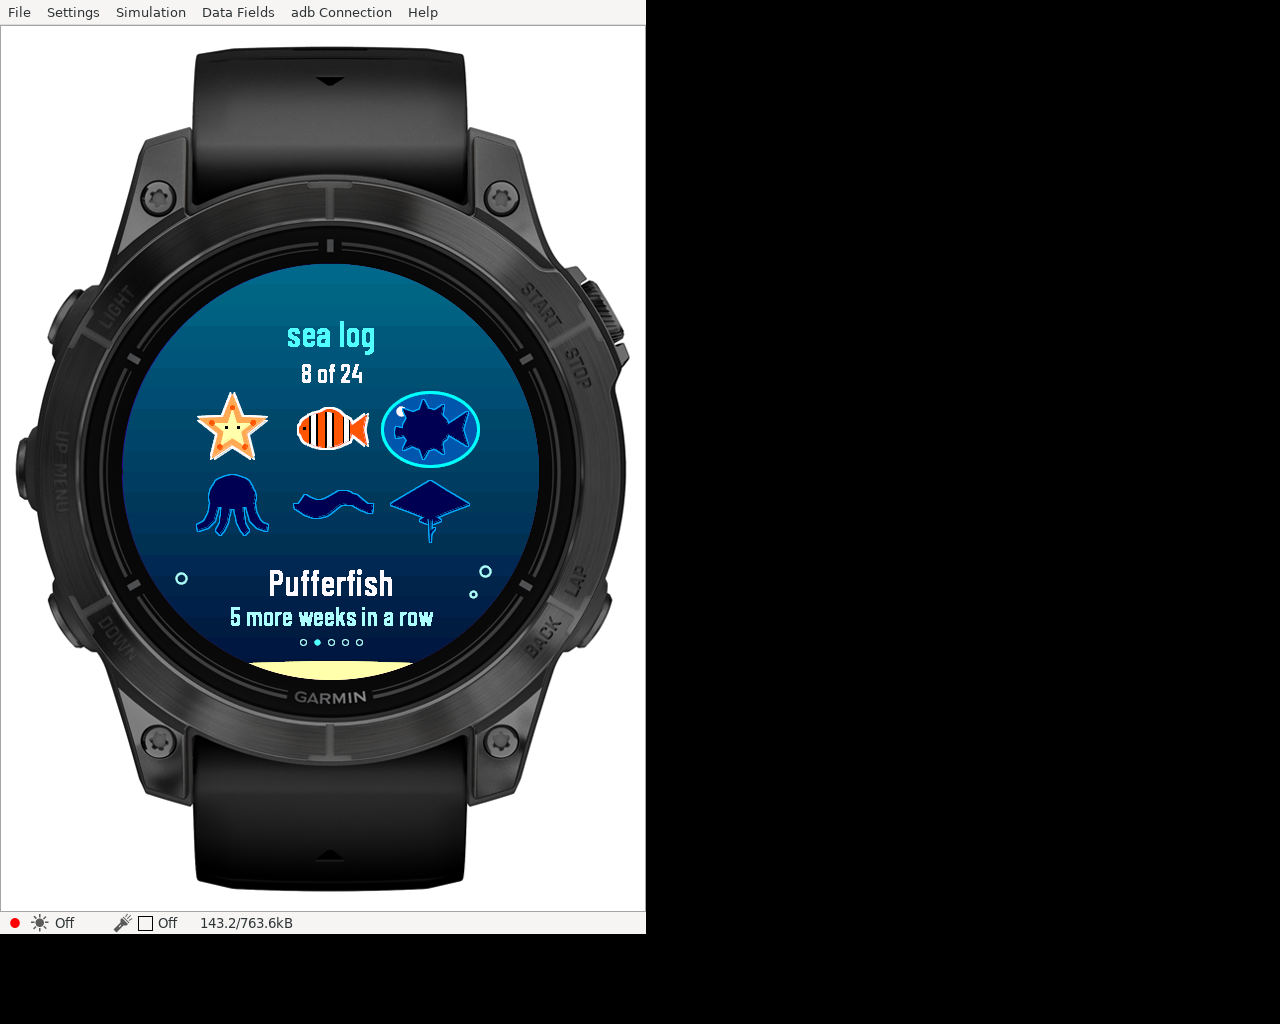 File Settings Simulation Data Fields adb Connection Help
LIGHT
START
STOP
sea log
8 of 24
UP MENU
Pufferfish
5 more weeks in a row
LAP
DOWN
BACK
GARMIN
Off Off 143.2/763.6kB